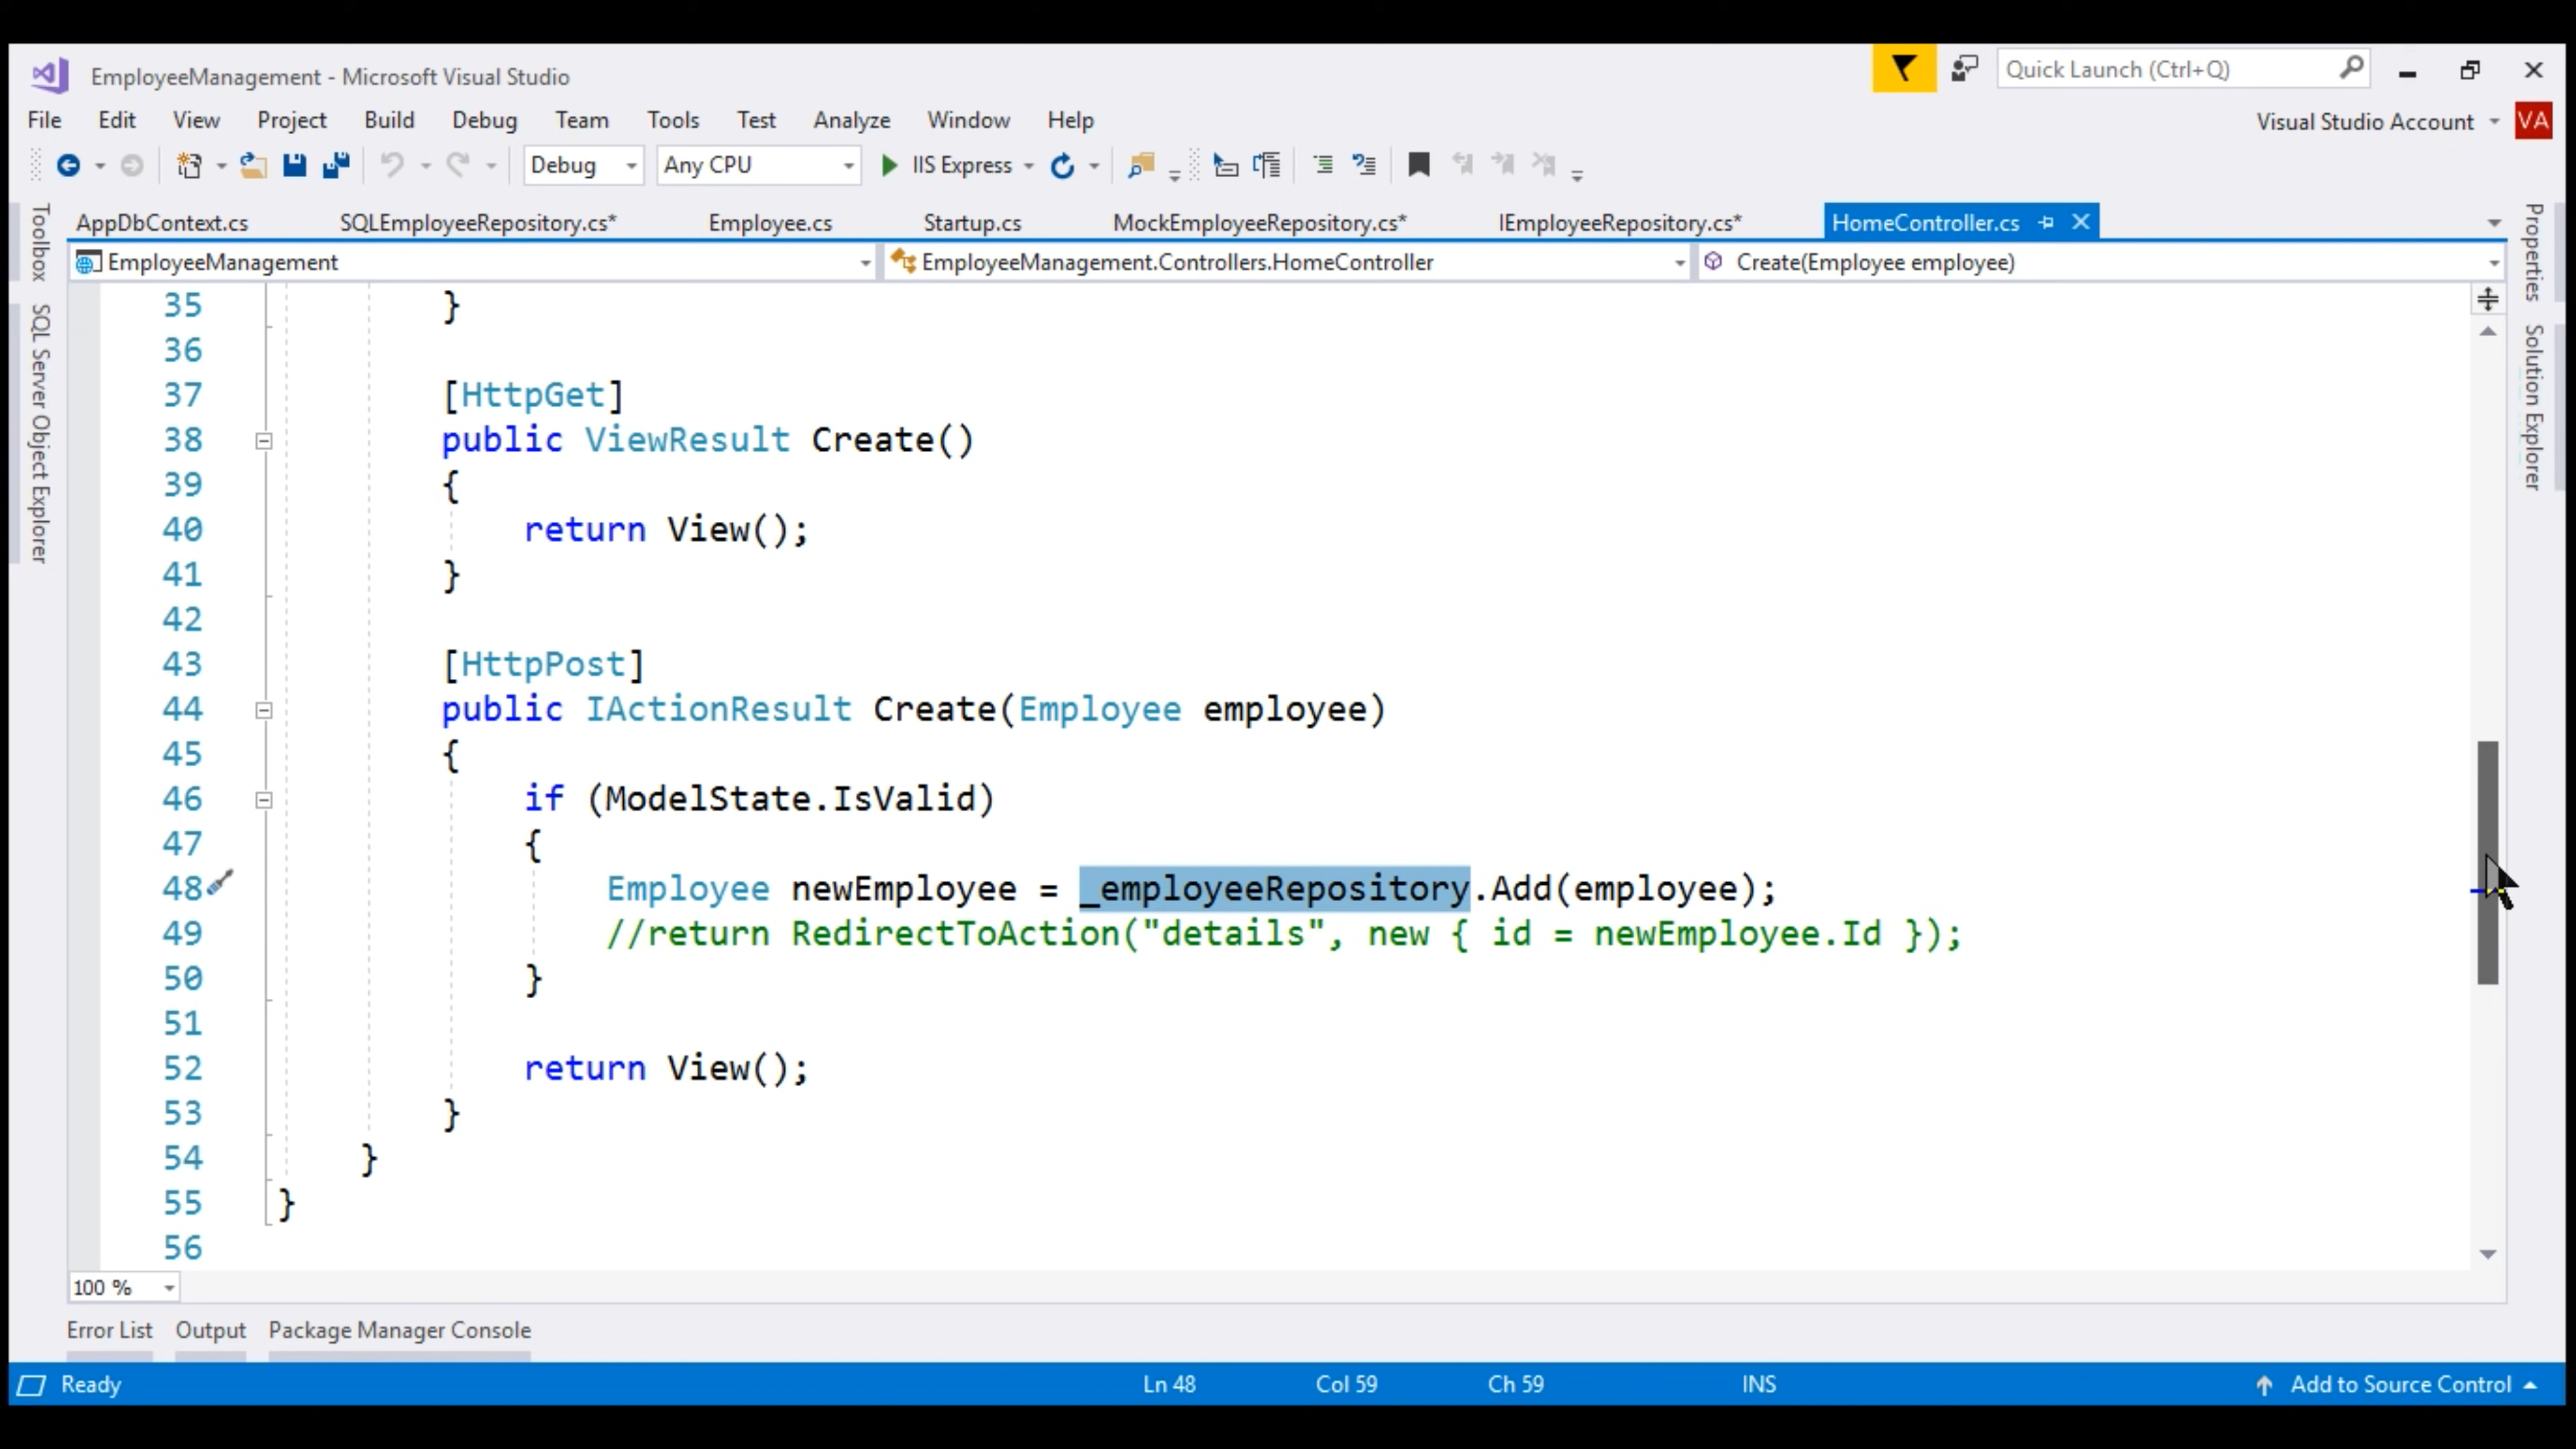 EmployeeManagement - Microsoft Visual Studio
Quick Launch (Ctrl+Q)
File Edit View Project Build Debug Team Tools Test Analyze Window Help
Visual Studio Account VA
Debug Any CPU IIS Express
AppDbContext.cs SQLEmployeeRepository.cs* Employee.cs Startup.cs MockEmployeeRepository.cs* IEmployeeRepository.cs* HomeController.cs
EmployeeManagement EmployeeManagement.Controllers.HomeController Create(Employee employee)
Toolbox
SQL Server Object Explorer
Properties
Solution Explorer
35 }
36
37 [HttpGet]
38 public ViewResult Create()
39 {
40 return View();
41 }
42
43 [HttpPost]
44 public IActionResult Create(Employee employee)
45 {
46 if (ModelState.IsValid)
47 {
48 Employee newEmployee = _employeeRepository.Add(employee);
49 //return RedirectToAction("details", new { id = newEmployee.Id });
50 }
51
52 return View();
53 }
54 }
55 }
56
100 %
Error List Output Package Manager Console
Ready Ln 48 Col 59 Ch 59 INS Add to Source Control